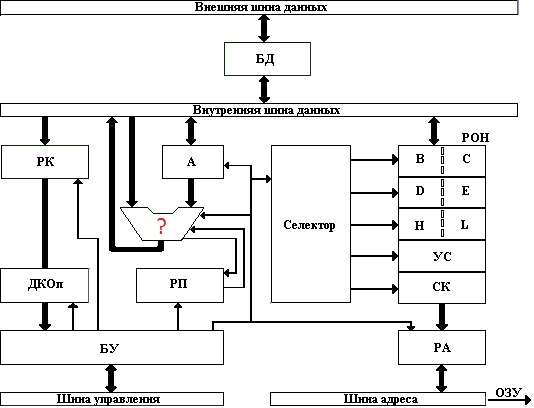 Внешняя шина данных
БД
Внутренняя шина данных
РОН
РК
А
B C
D E
?
Селектор
H L
УС
ДКОп
РП
СК
БУ
РА
Шина управления
Шина адреса
ОЗУ